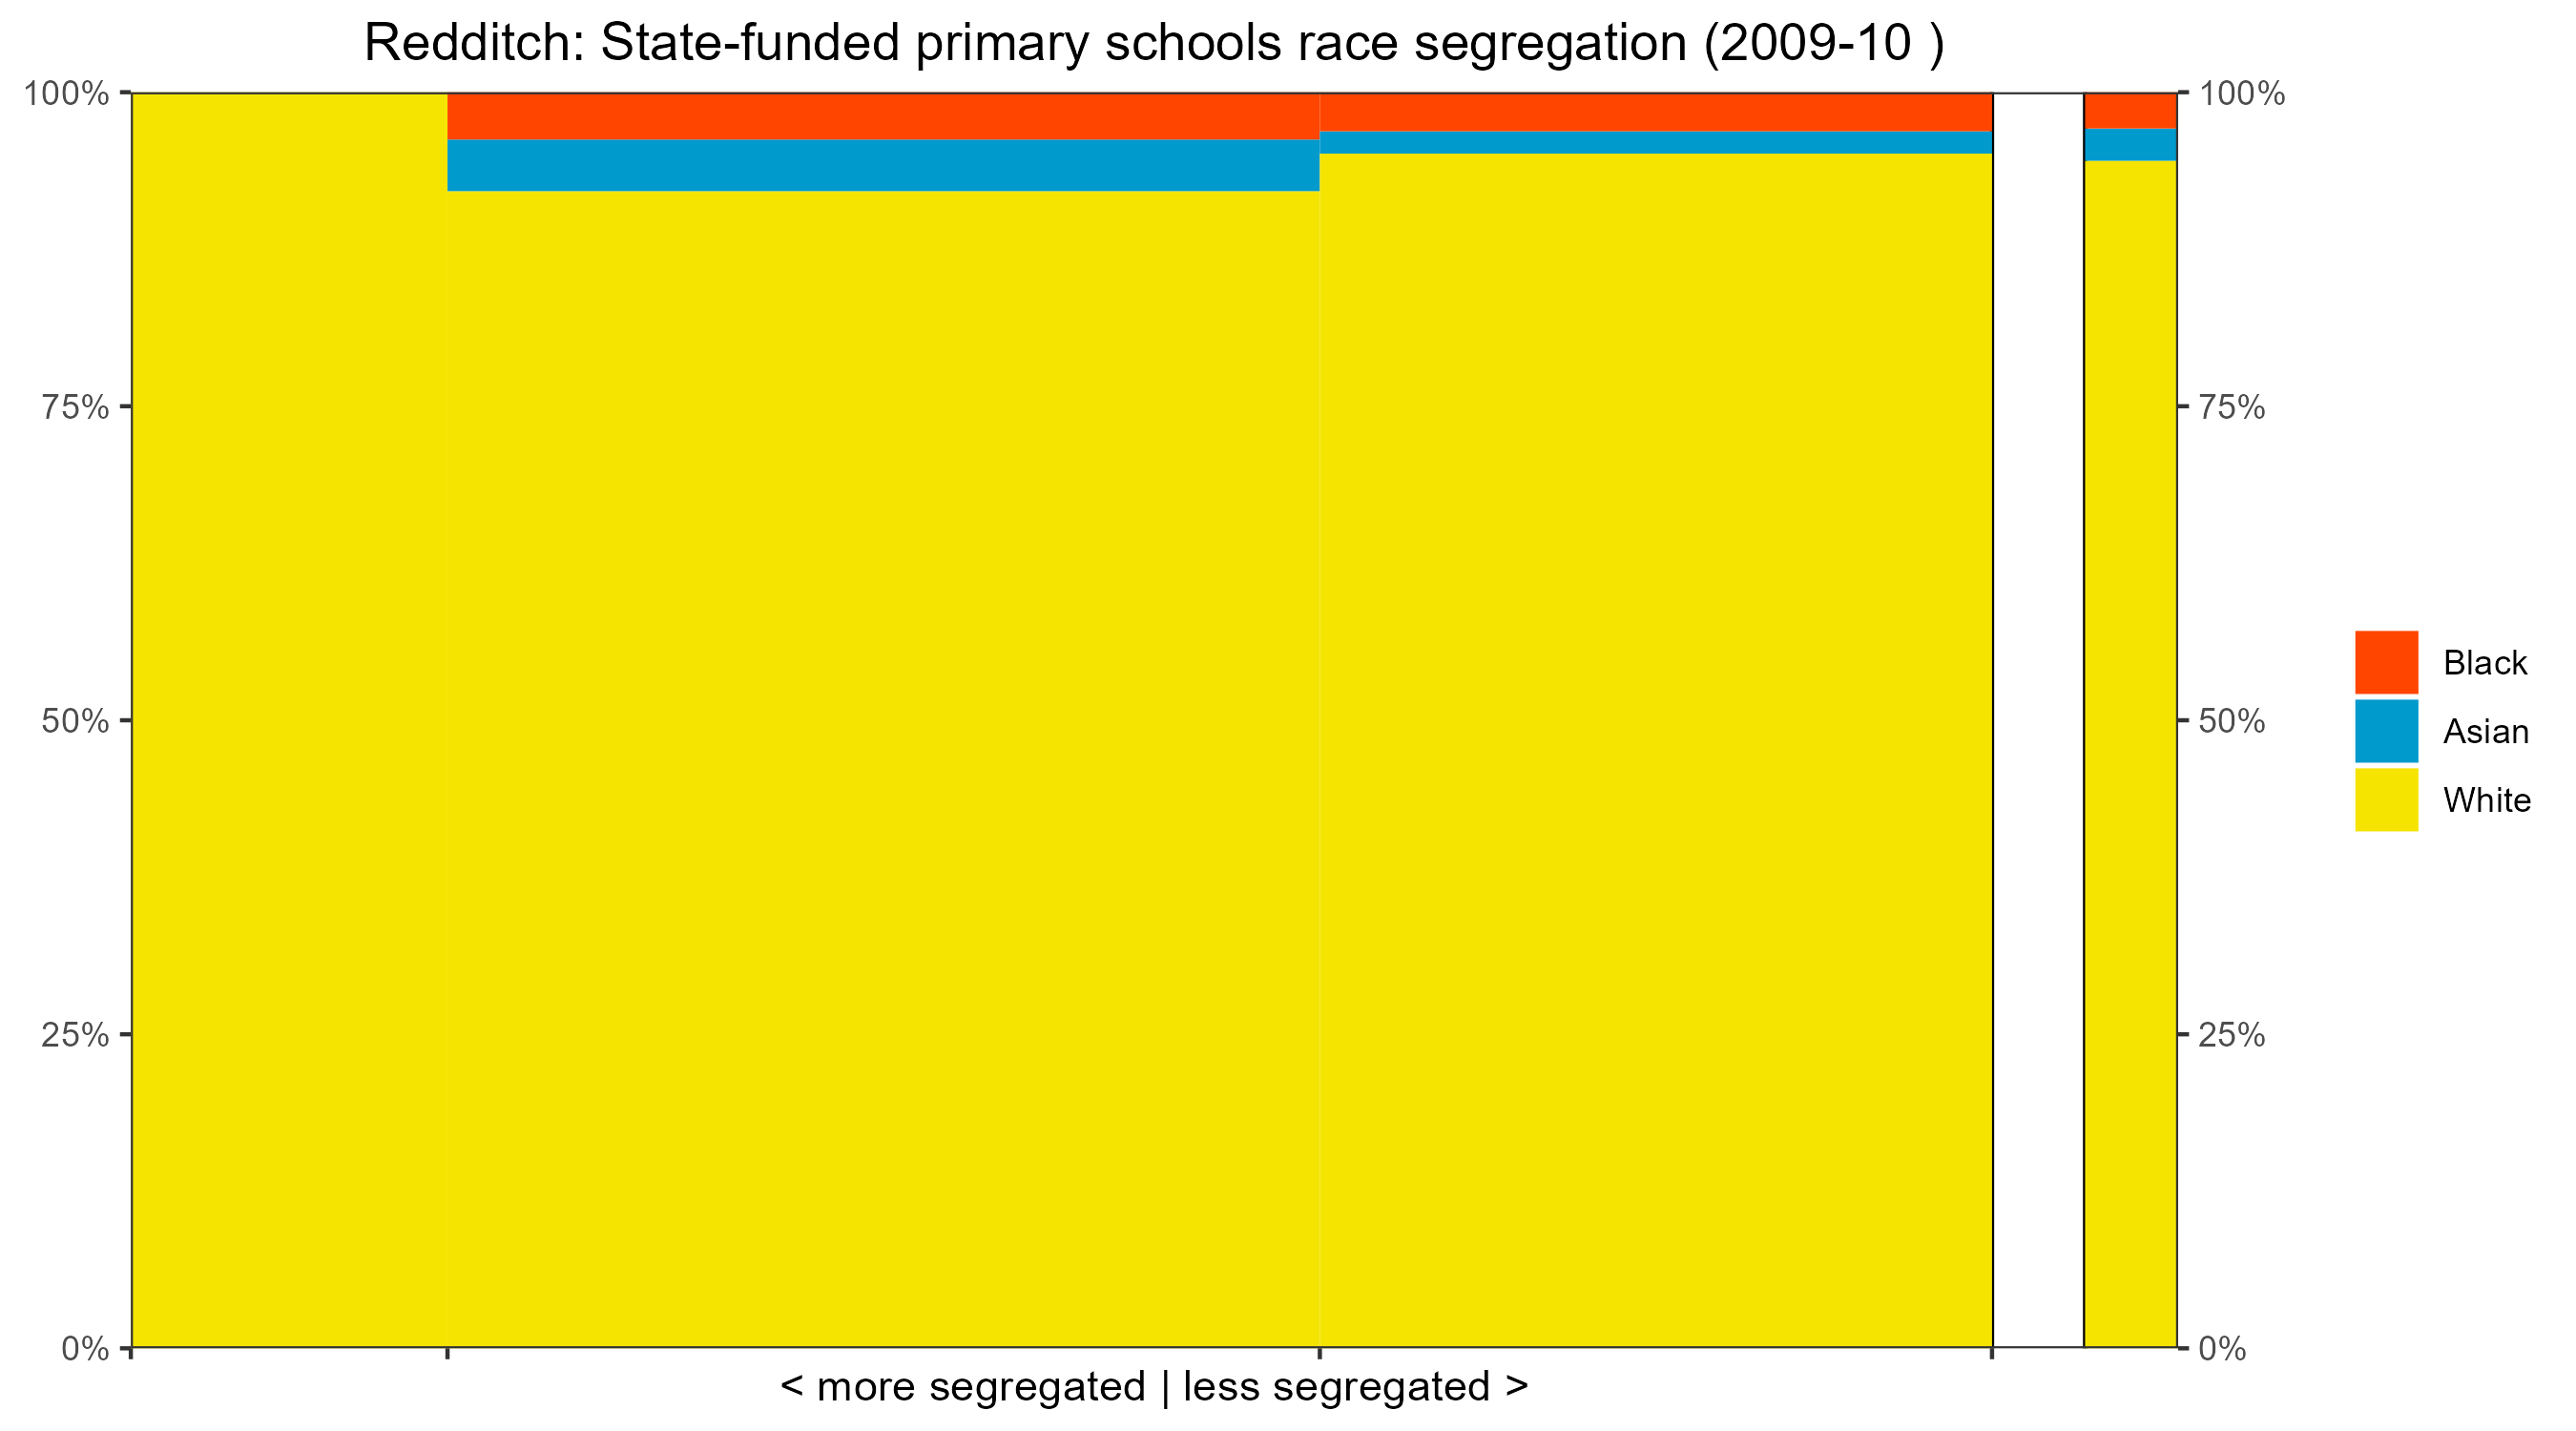 Redditch: State-funded primary schools race segregation (2009-10 )
100%
75%
50%
25%
0%
100%
75%
50%
25%
0%
Black
Asian
White
< more segregated | less segregated >